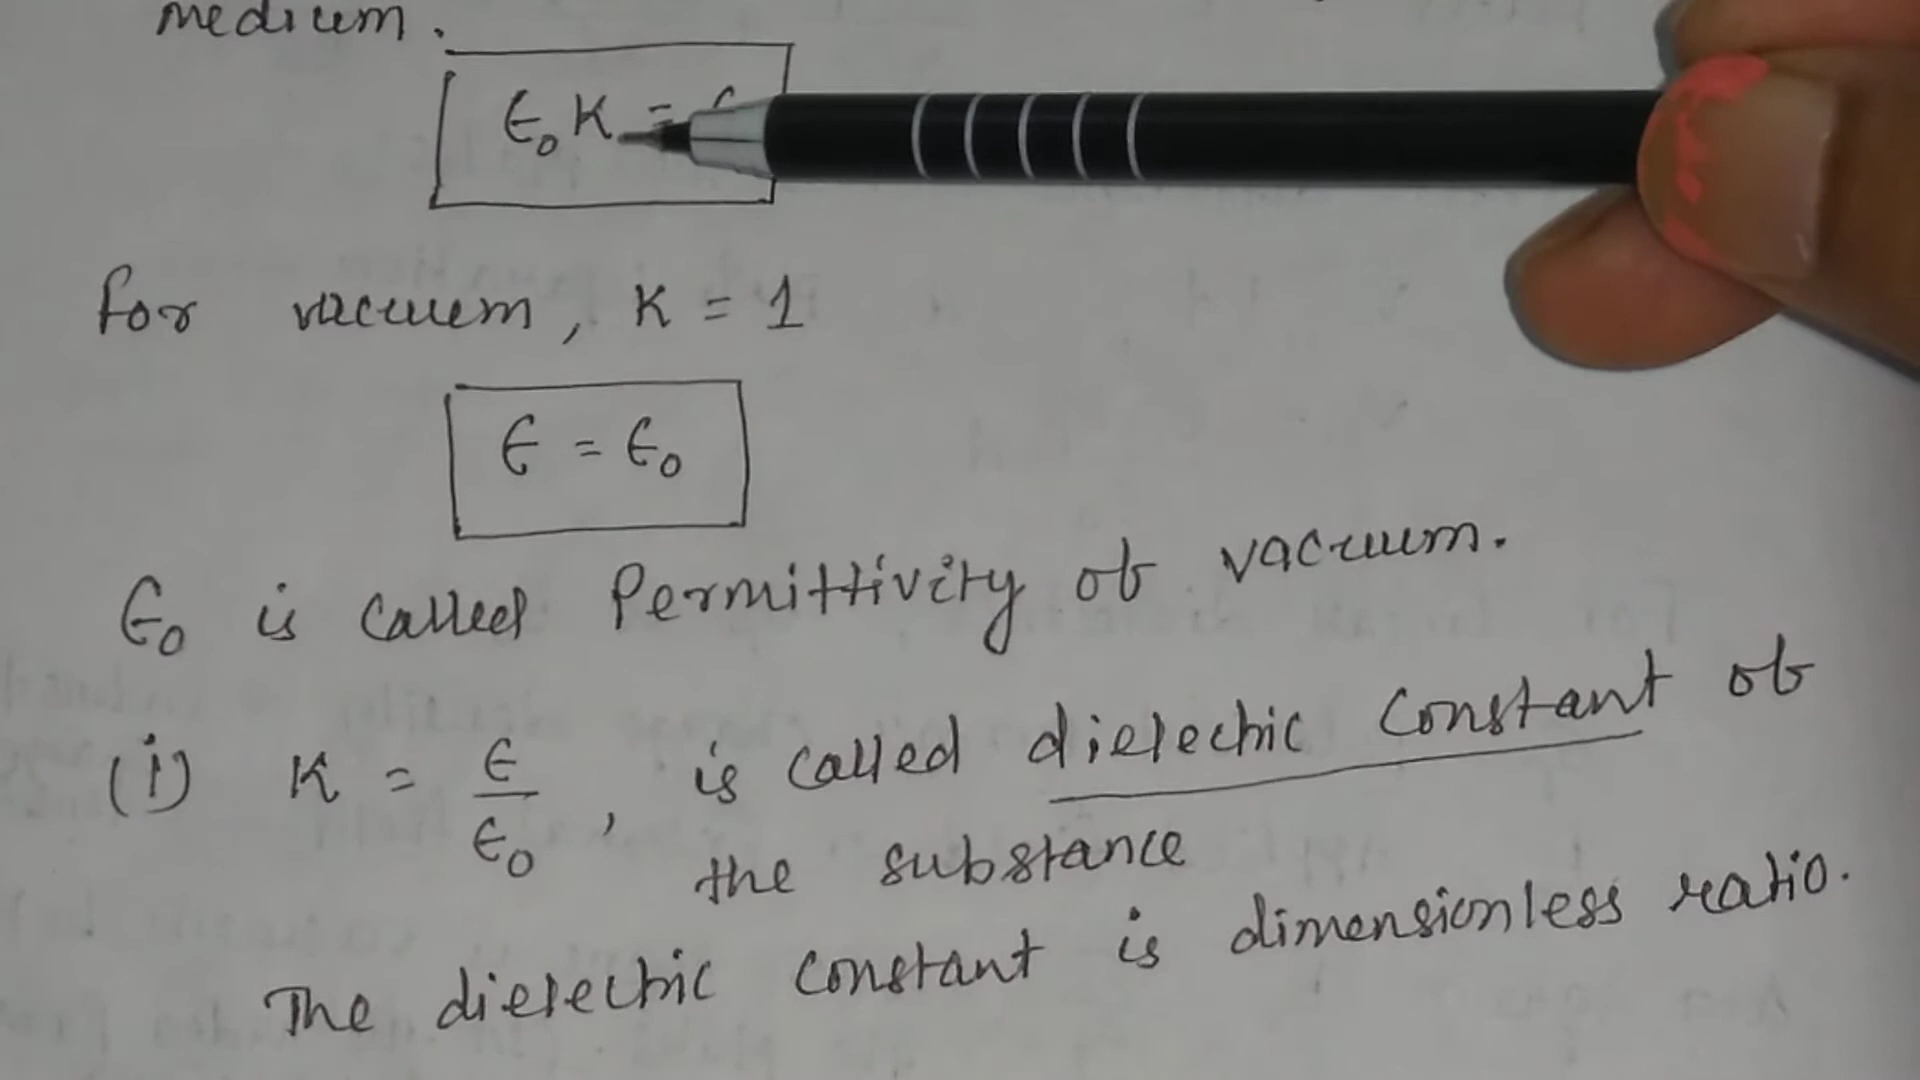 medium.
ϵ₀ K =
for vacuum, K = 1
ϵ = ϵ₀
ϵ₀ is called Permittivity of vacuum.
(i) K = ϵ/ϵ₀, is called dielectric constant of
the substance
The dielectric constant is dimensionless ratio.